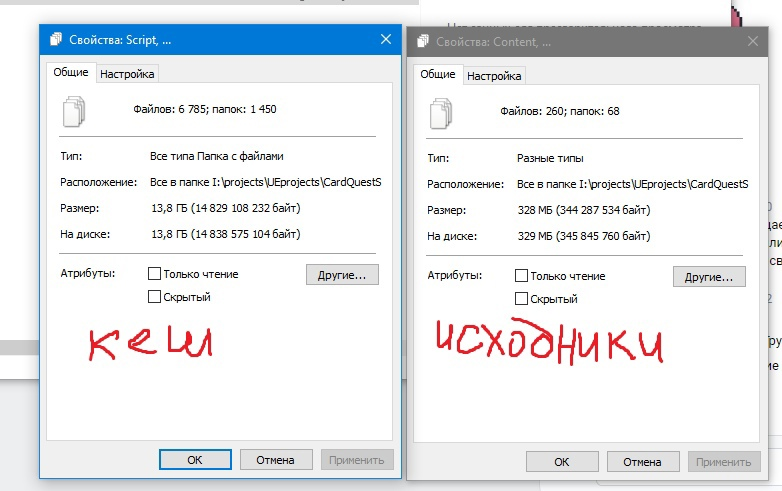 Свойства: Script, ...
Общие
Настройка
Файлов: 6 785; папок: 1 450
Тип:
Все типа Папка с файлами
Расположение:
Все в папке I:\projects\UEprojects\CardQuestS
Размер:
13,8 ГБ (14 829 108 232 байт)
На диске:
13,8 ГБ (14 838 575 104 байт)
Атрибуты:
Только чтение
Другие...
Скрытый
кеш
ОК
Отмена
Применить
Свойства: Content, ...
Общие
Настройка
Файлов: 260; папок: 68
Тип:
Разные типы
Расположение:
Все в папке I:\projects\UEprojects\CardQuestS
Размер:
328 МБ (344 287 534 байт)
На диске:
329 МБ (345 845 760 байт)
Атрибуты:
Только чтение
Другие...
Скрытый
исходники
ОК
Отмена
Применить